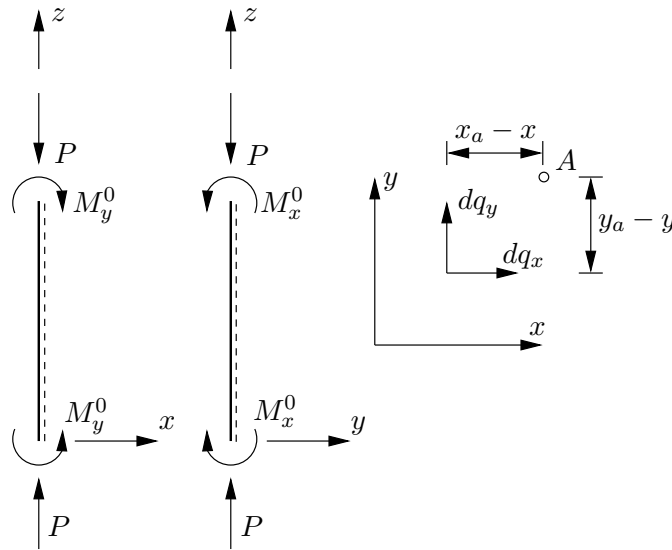 z z
P P
x_a − x
A
M_y^0 M_x^0
y
dq_y
y_a − y
dq_x
x
M_y^0 x M_x^0 y
P P